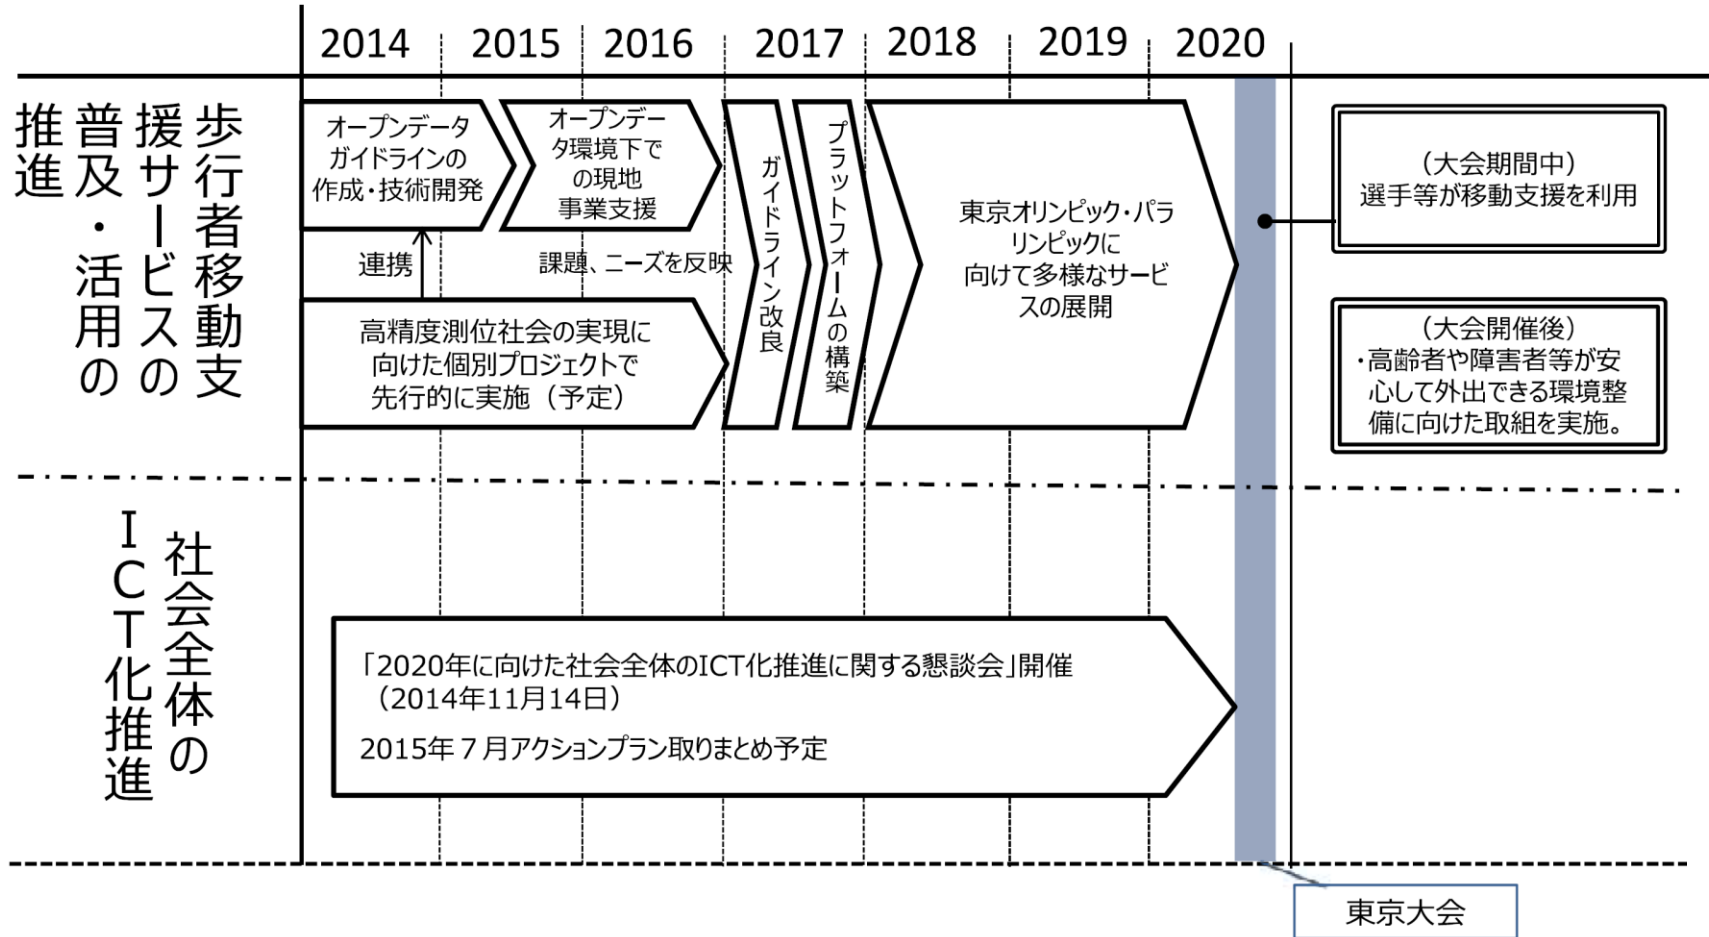 2014
2015
2016
2017
2018
2019
2020
歩行者移動支
援サービスの
普及・活用の
推進
オープンデータ
ガイドラインの
作成・技術開発
オープンデー
タ環境下で
の現地
事業支援
連携
課題、ニーズを反映
高精度測位社会の実現に
向けた個別プロジェクトで
先行的に実施（予定）
ガイドライン改良
プラットフォームの構築
東京オリンピック・パラ
リンピックに
向けて多様なサービ
スの展開
（大会期間中）
選手等が移動支援を利用
（大会開催後）
・高齢者や障害者等が安
心して外出できる環境整
備に向けた取組を実施。
社会全体の
ICT化推進
「2020年に向けた社会全体のICT化推進に関する懇談会」開催
（2014年11月14日）
2015年７月アクションプラン取りまとめ予定
東京大会